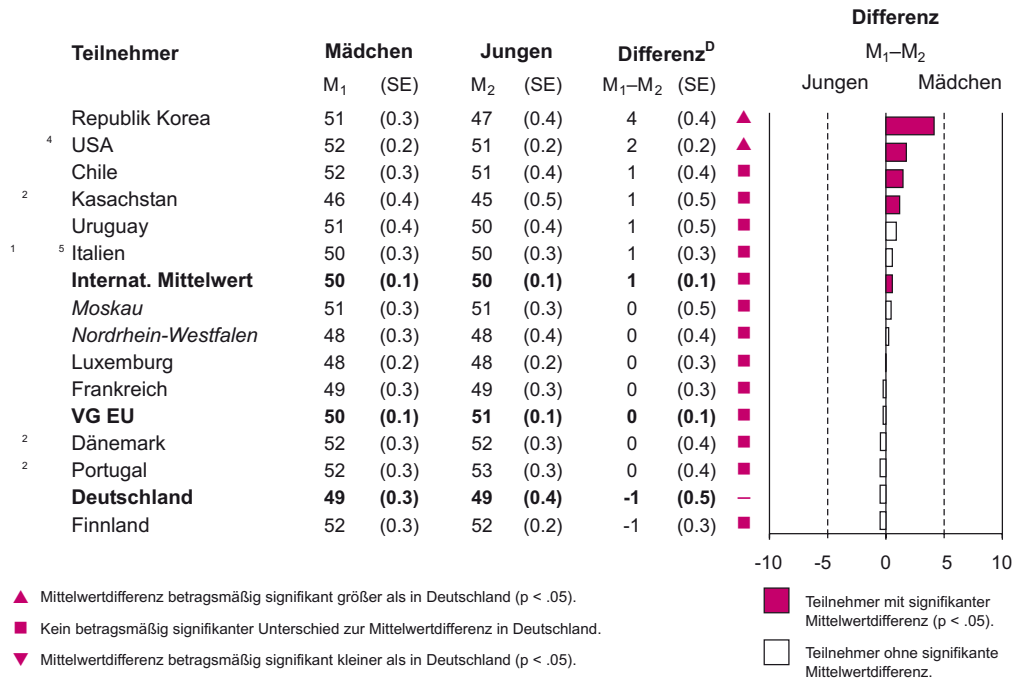 Differenz
Teilnehmer Mädchen Jungen Differenzᴰ M₁–M₂
M₁ (SE) M₂ (SE) M₁–M₂ (SE) Jungen Mädchen
Republik Korea 51 (0.3) 47 (0.4) 4 (0.4) ▲
⁴ USA 52 (0.2) 51 (0.2) 2 (0.2) ▲
Chile 52 (0.3) 51 (0.4) 1 (0.4) ■
² Kasachstan 46 (0.4) 45 (0.5) 1 (0.5) ■
Uruguay 51 (0.4) 50 (0.4) 1 (0.5) ■
¹ ⁵ Italien 50 (0.3) 50 (0.3) 1 (0.3) ■
Internat. Mittelwert 50 (0.1) 50 (0.1) 1 (0.1) ■
Moskau 51 (0.3) 51 (0.3) 0 (0.5) ■
Nordrhein-Westfalen 48 (0.3) 48 (0.4) 0 (0.4) ■
Luxemburg 48 (0.2) 48 (0.2) 0 (0.3) ■
Frankreich 49 (0.3) 49 (0.3) 0 (0.3) ■
VG EU 50 (0.1) 51 (0.1) 0 (0.1) ■
² Dänemark 52 (0.3) 52 (0.3) 0 (0.4) ■
² Portugal 52 (0.3) 53 (0.3) 0 (0.4) ■
Deutschland 49 (0.3) 49 (0.4) -1 (0.5) –
Finnland 52 (0.3) 52 (0.2) -1 (0.3) ■
-10 -5 0 5 10
▲ Mittelwertdifferenz betragsmäßig signifikant größer als in Deutschland (p < .05).
■ Kein betragsmäßig signifikanter Unterschied zur Mittelwertdifferenz in Deutschland.
▼ Mittelwertdifferenz betragsmäßig signifikant kleiner als in Deutschland (p < .05).
Teilnehmer mit signifikanter
Mittelwertdifferenz (p < .05).
Teilnehmer ohne signifikante
Mittelwertdifferenz.